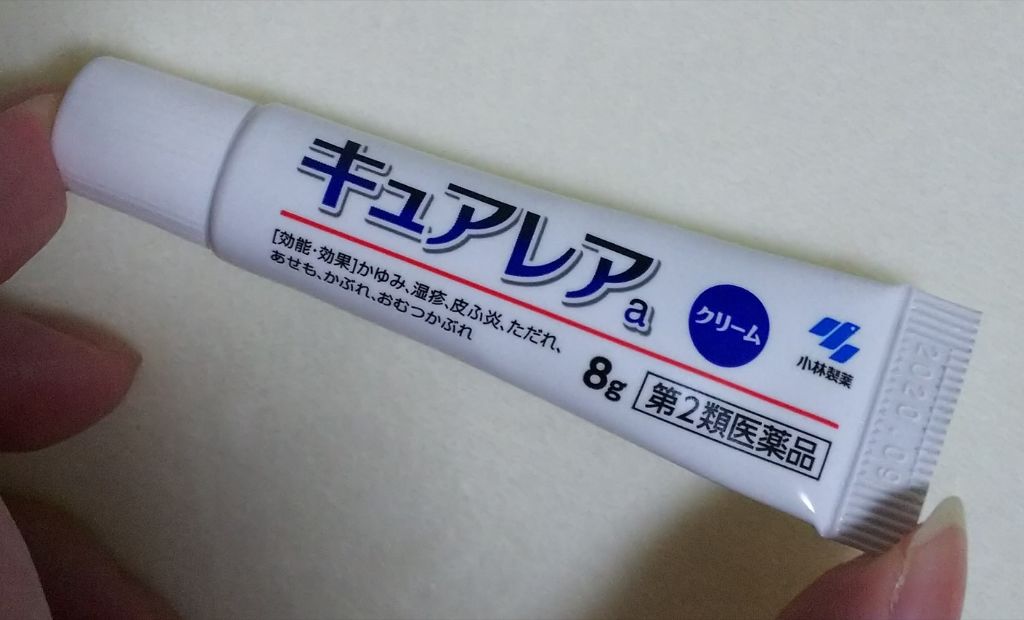 キュアレアa
[効能・効果]かゆみ、湿疹、皮ふ炎、ただれ、
あせも、かぶれ、おむつかぶれ
クリーム
小林製薬
8g
第2類医薬品
2020.09